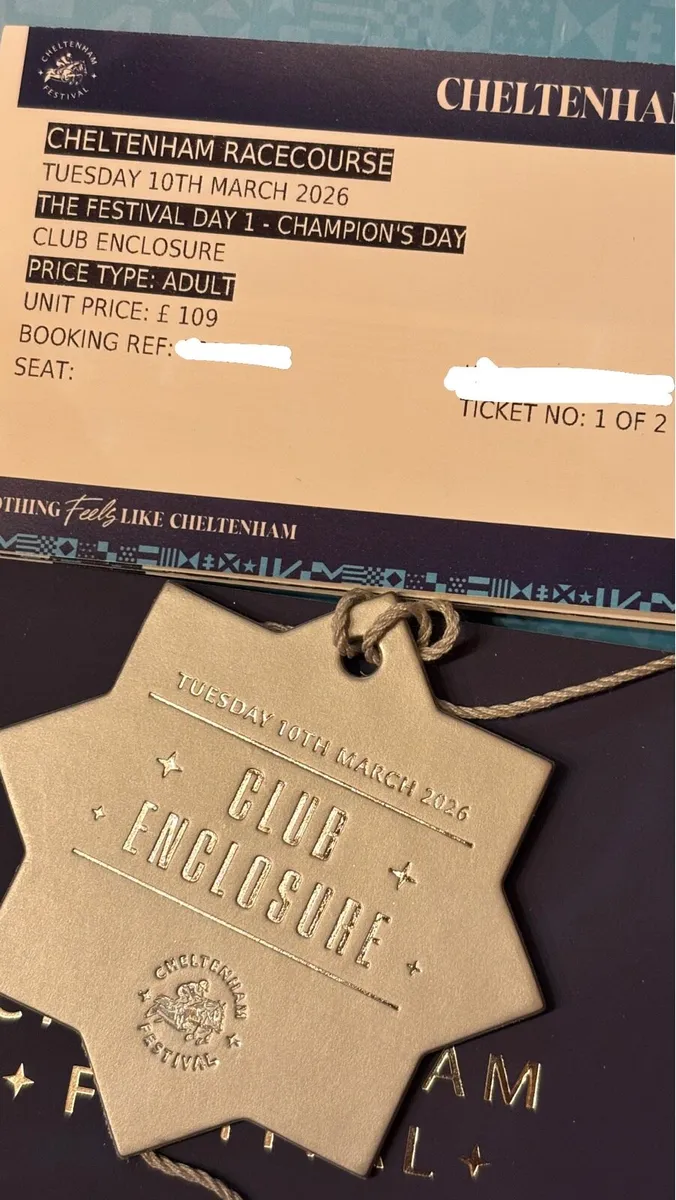 CHELTENHAM
FESTIVAL
CHELTENHA
CHELTENHAM RACECOURSE
TUESDAY 10TH MARCH 2026
THE FESTIVAL DAY 1 - CHAMPION'S DAY
CLUB ENCLOSURE
PRICE TYPE: ADULT
UNIT PRICE: £ 109
BOOKING REF:
SEAT:
TICKET NO: 1 OF 2
OTHING Feels LIKE CHELTENHAM
TUESDAY 10TH MARCH 2026
CLUB
ENCLOSURE
CHELTENHAM
FESTIVAL
AM
F L